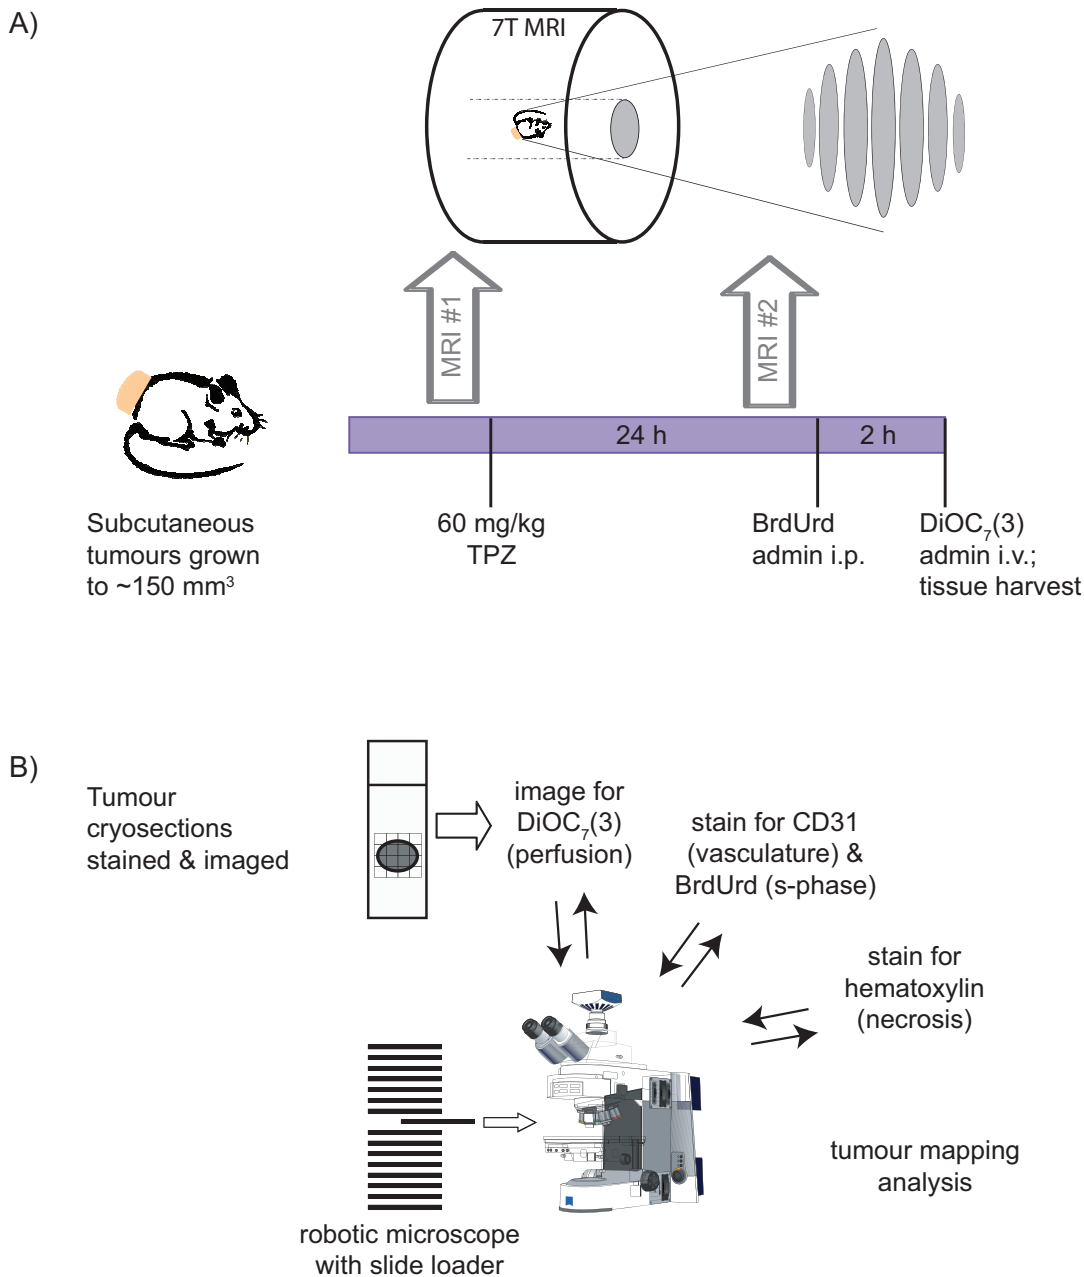 A)
7T MRI
MRI #1
MRI #2
24 h
2 h
Subcutaneous
tumours grown
to ~150 mm³
60 mg/kg
TPZ
BrdUrd
admin i.p.
DiOC₇(3)
admin i.v.;
tissue harvest
B)
Tumour
cryosections
stained & imaged
image for
DiOC₇(3)
(perfusion)
stain for CD31
(vasculature) &
BrdUrd (s-phase)
stain for
hematoxylin
(necrosis)
tumour mapping
analysis
robotic microscope
with slide loader